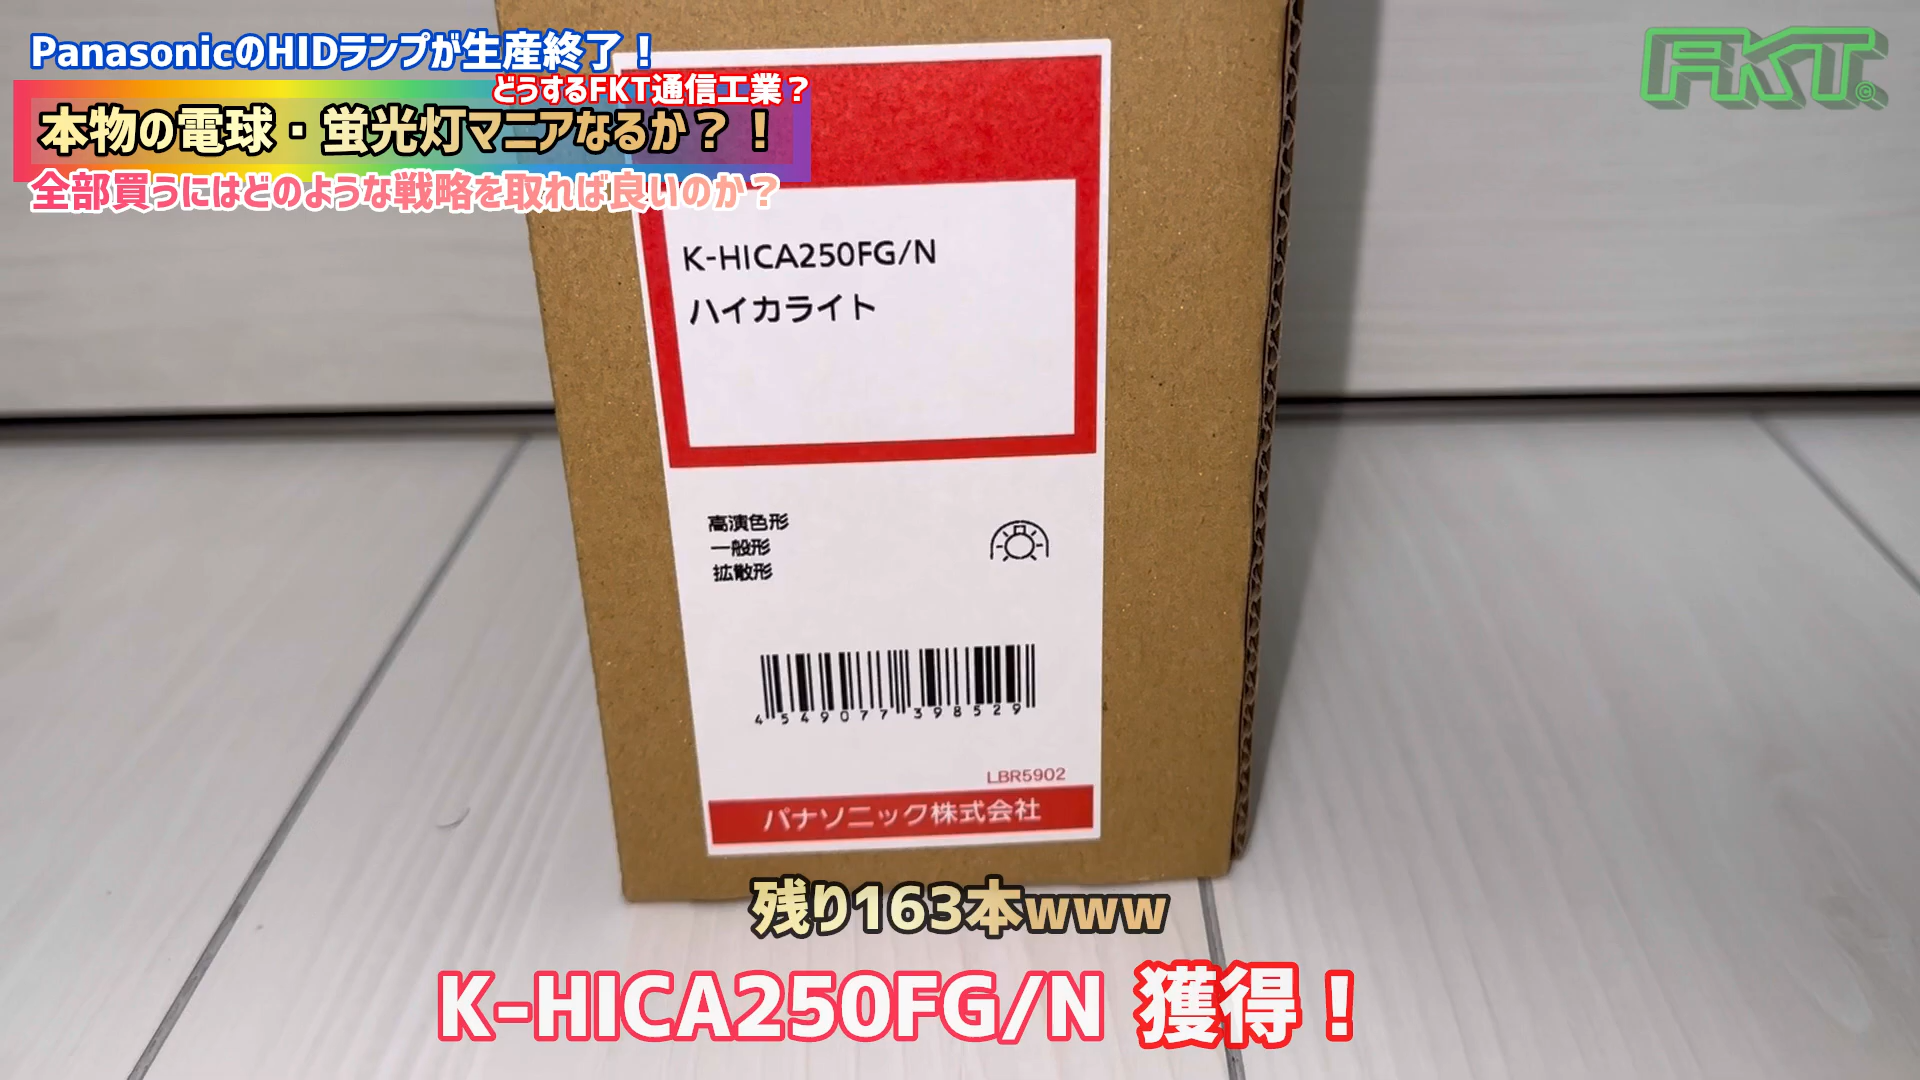 PanasonicのHIDランプが生産終了！
どうするFKT通信工業？
本物の電球・蛍光灯マニアなるか？！
全部買うにはどのような戦略を取れば良いのか？
FKT
©
K-HICA250FG/N
ハイカライト
高演色形
一般形
拡散形
4549077398529
LBR5902
パナソニック株式会社
残り163本www
K-HICA250FG/N 獲得！